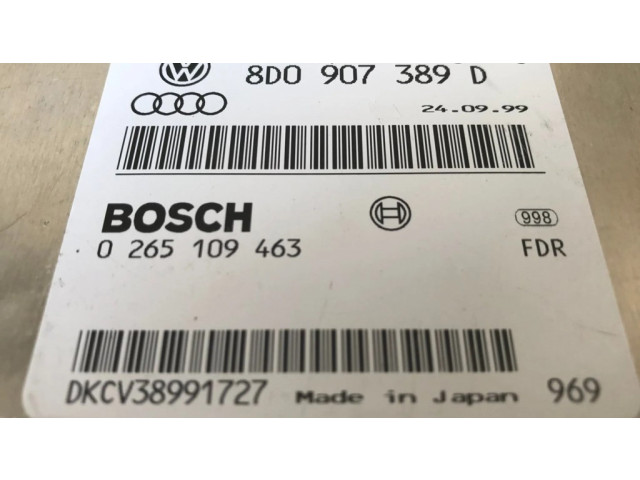 8D0 907 389 D
24.09.99
BOSCH
998
0 265 109 463
FDR
DKCV38991727 Made in Japan 969